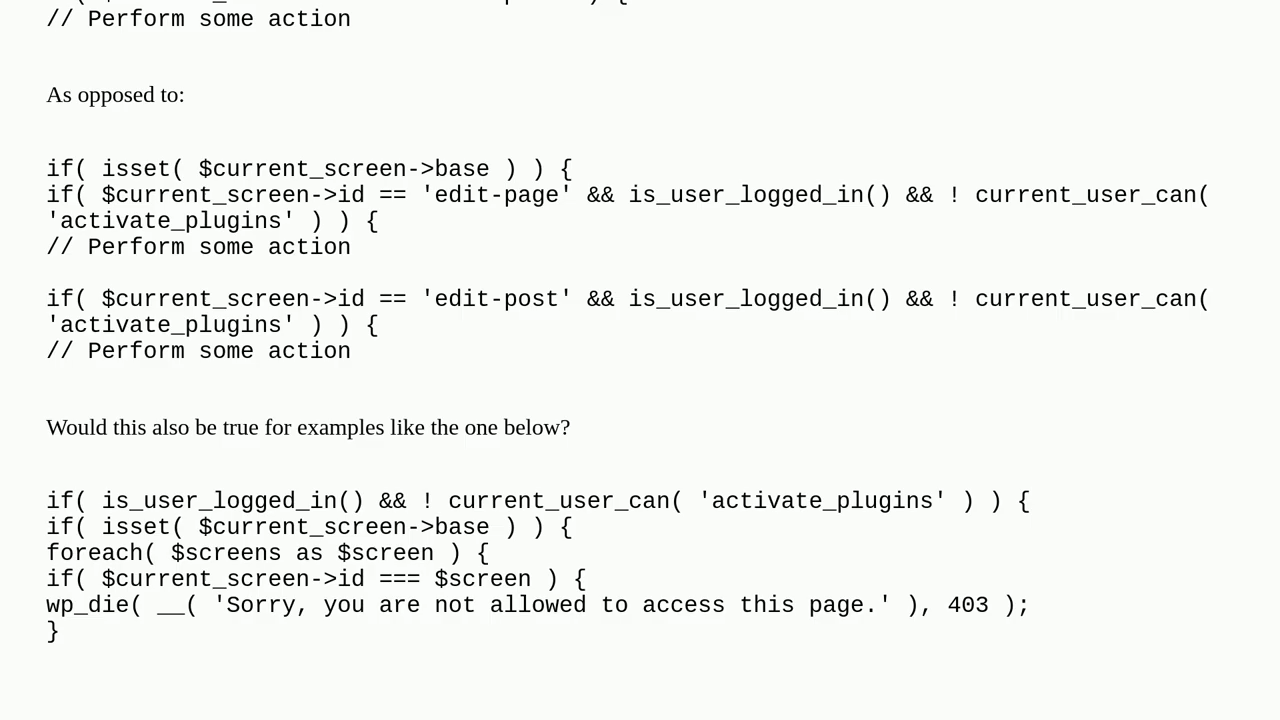 // Perform some action
As opposed to:
if( isset( $current_screen->base ) ) {
if( $current_screen->id == 'edit-page' && is_user_logged_in() && ! current_user_can(
'activate_plugins' ) ) {
// Perform some action
if( $current_screen->id == 'edit-post' && is_user_logged_in() && ! current_user_can(
'activate_plugins' ) ) {
// Perform some action
Would this also be true for examples like the one below?
if( is_user_logged_in() && ! current_user_can( 'activate_plugins' ) ) {
if( isset( $current_screen->base ) ) {
foreach( $screens as $screen ) {
if( $current_screen->id === $screen ) {
wp_die( __( 'Sorry, you are not allowed to access this page.' ), 403 );
}